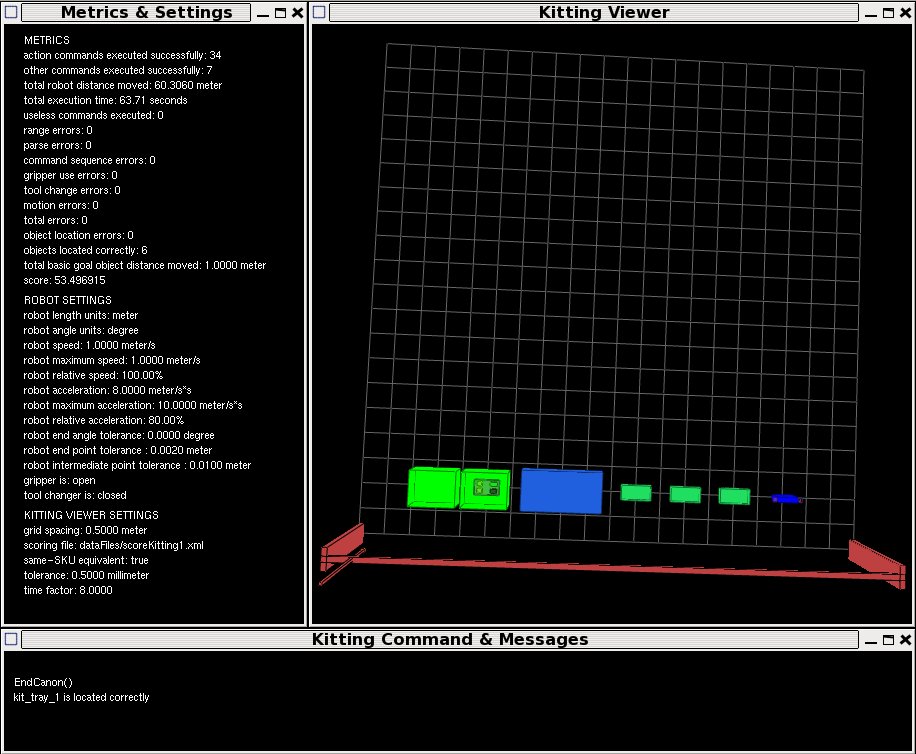 Metrics & Settings
METRICS
action commands executed successfully: 34
other commands executed successfully: 7
total robot distance moved: 60.3060 meter
total execution time: 63.71 seconds
useless commands executed: 0
range errors: 0
parse errors: 0
command sequence errors: 0
gripper use errors: 0
tool change errors: 0
motion errors: 0
total errors: 0
object location errors: 0
objects located correctly: 6
total basic goal object distance moved: 1.0000 meter
score: 53.496915
ROBOT SETTINGS
robot length units: meter
robot angle units: degree
robot speed: 1.0000 meter/s
robot maximum speed: 1.0000 meter/s
robot relative speed: 100.00%
robot acceleration: 8.0000 meter/s*s
robot maximum acceleration: 10.0000 meter/s*s
robot relative acceleration: 80.00%
robot end angle tolerance: 0.0000 degree
robot end point tolerance : 0.0020 meter
robot intermediate point tolerance : 0.0100 meter
gripper is: open
tool changer is: closed
KITTING VIEWER SETTINGS
grid spacing: 0.5000 meter
scoring file: dataFiles/scoreKitting1.xml
same-SKU equivalent: true
tolerance: 0.5000 millimeter
time factor: 8.0000
Kitting Viewer
Kitting Command & Messages
EndCanon()
kit_tray_1 is located correctly